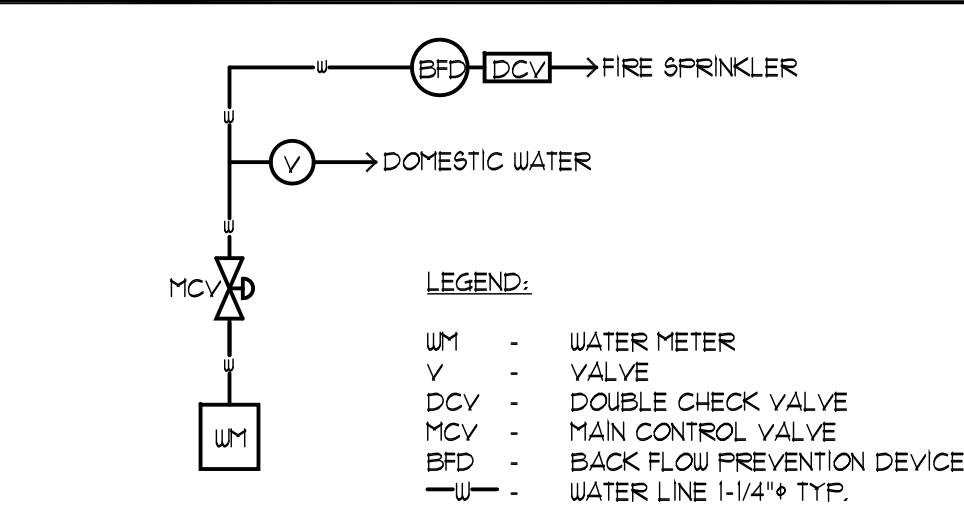 W
BFD DCV FIRE SPRINKLER
W
V DOMESTIC WATER
W
MCV
LEGEND:
W
WM
WM - WATER METER
V - VALVE
DCV - DOUBLE CHECK VALVE
MCV - MAIN CONTROL VALVE
BFD - BACK FLOW PREVENTION DEVICE
W - WATER LINE 1-1/4"φ TYP.